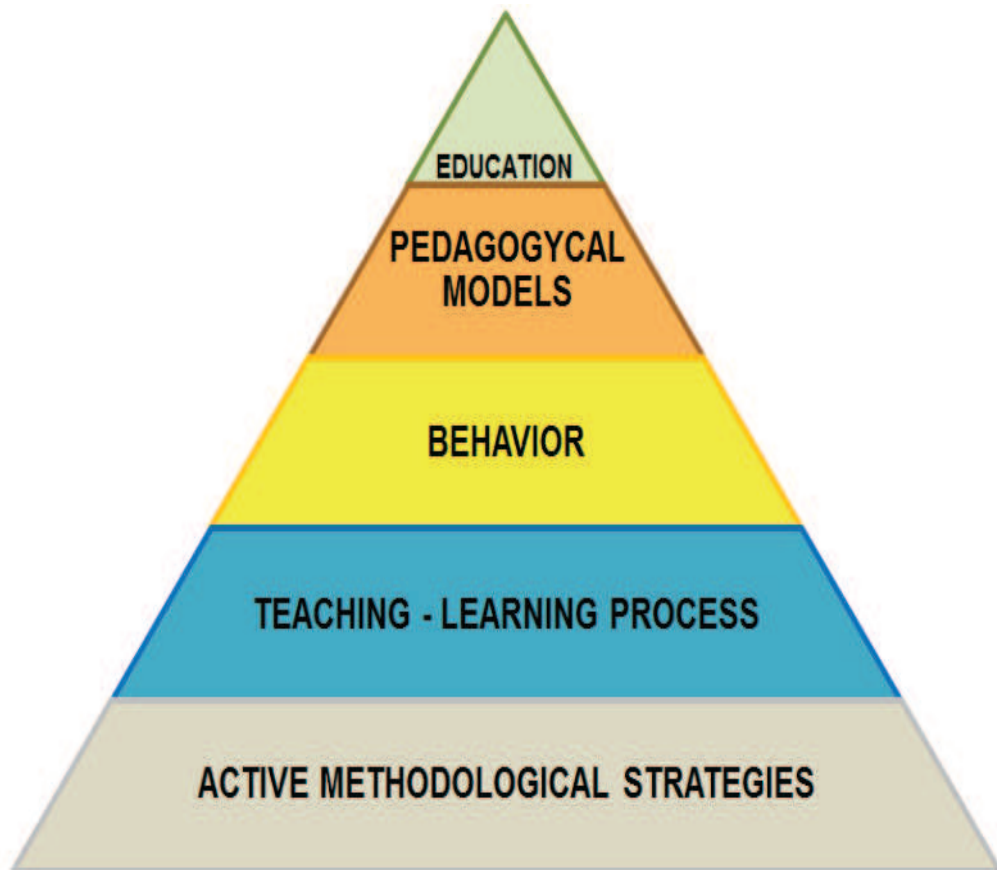 EDUCATION
PEDAGOGYCAL
MODELS
BEHAVIOR
TEACHING - LEARNING PROCESS
ACTIVE METHODOLOGICAL STRATEGIES